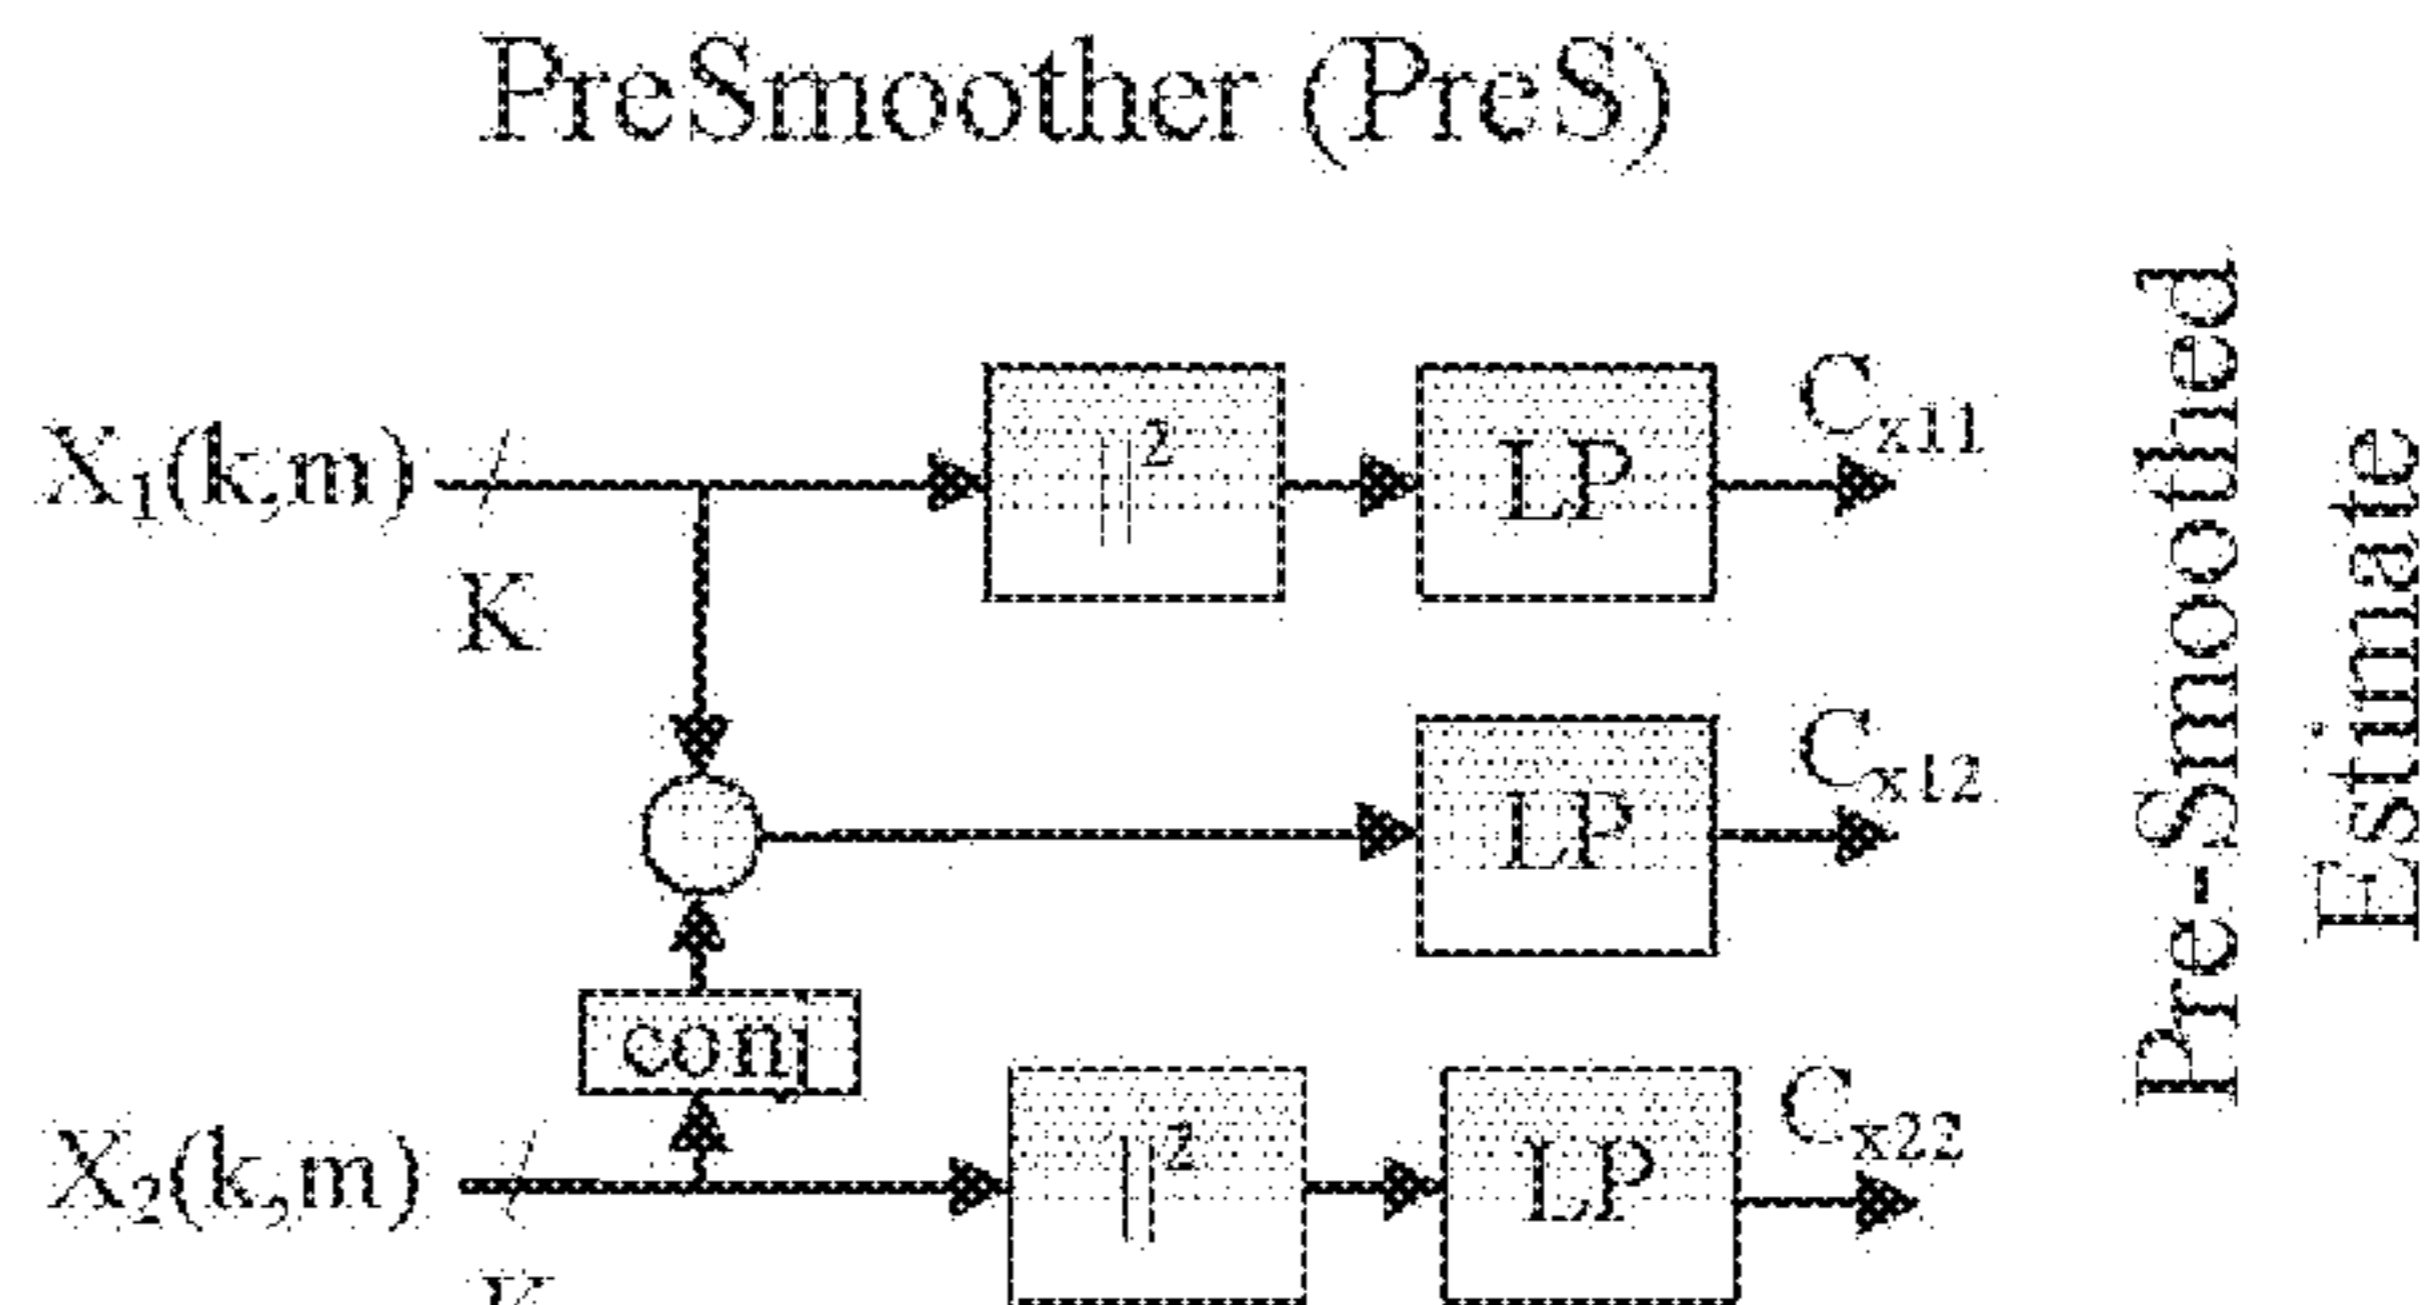 PreSmoother (PreS)
X₁(k,m)
K
||²
LP
Cₓ₁₁
LP
Cₓ₁₂
conj
X₂(k,m)
K
||²
LP
Cₓ₂₂
Pre-Smoothed
Estimate